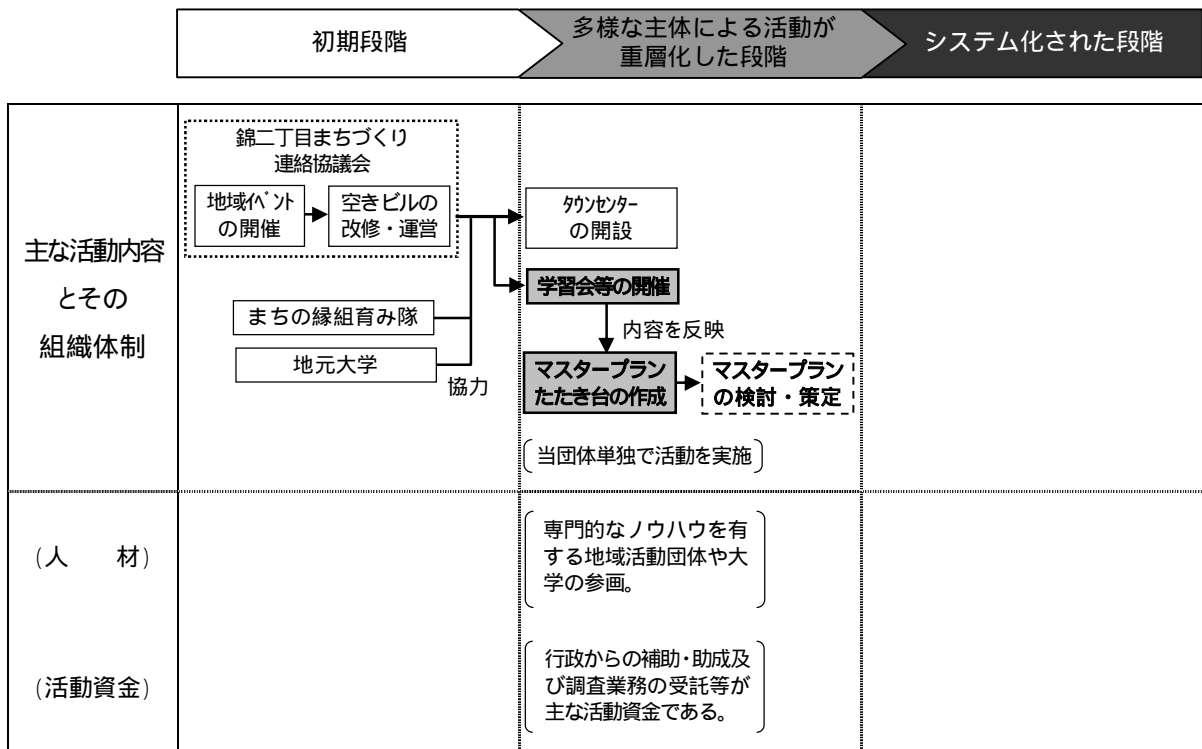 初期段階
多様な主体による活動が
重層化した段階
システム化された段階
主な活動内容
とその
組織体制
錦二丁目まちづくり
連絡協議会
地域ｲﾍﾞﾝﾄ
の開催
空きビルの
改修・運営
まちの縁組育み隊
地元大学
協力
ﾀｳﾝｾﾝﾀｰ
の開設
学習会等の開催
内容を反映
マスタープラン
たたき台の作成
マスタープラン
の検討・策定
当団体単独で活動を実施
(人　　材)
専門的なノウハウを有
する地域活動団体や大
学の参画。
(活動資金)
行政からの補助・助成及
び調査業務の受託等が
主な活動資金である。